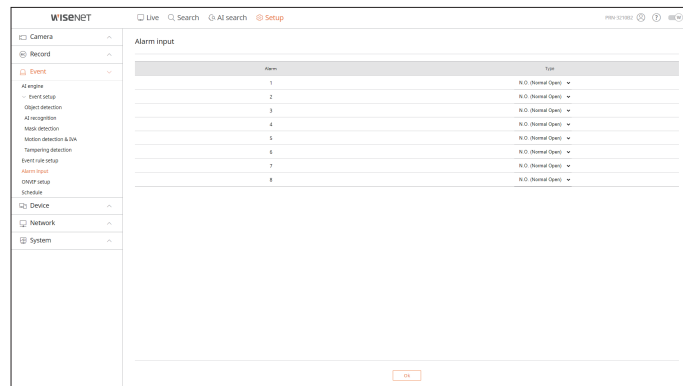 WISENET
Live Search AI search Setup
PRN-3210B2
Camera
Record
Event
AI engine
Event setup
Object detection
AI recognition
Mask detection
Motion detection & IVA
Tampering detection
Event rule setup
Alarm input
ONVIF setup
Schedule
Device
Network
System
Alarm input
Alarm Type
1 N.O. (Normal Open)
2 N.O. (Normal Open)
3 N.O. (Normal Open)
4 N.O. (Normal Open)
5 N.O. (Normal Open)
6 N.O. (Normal Open)
7 N.O. (Normal Open)
8 N.O. (Normal Open)
OK